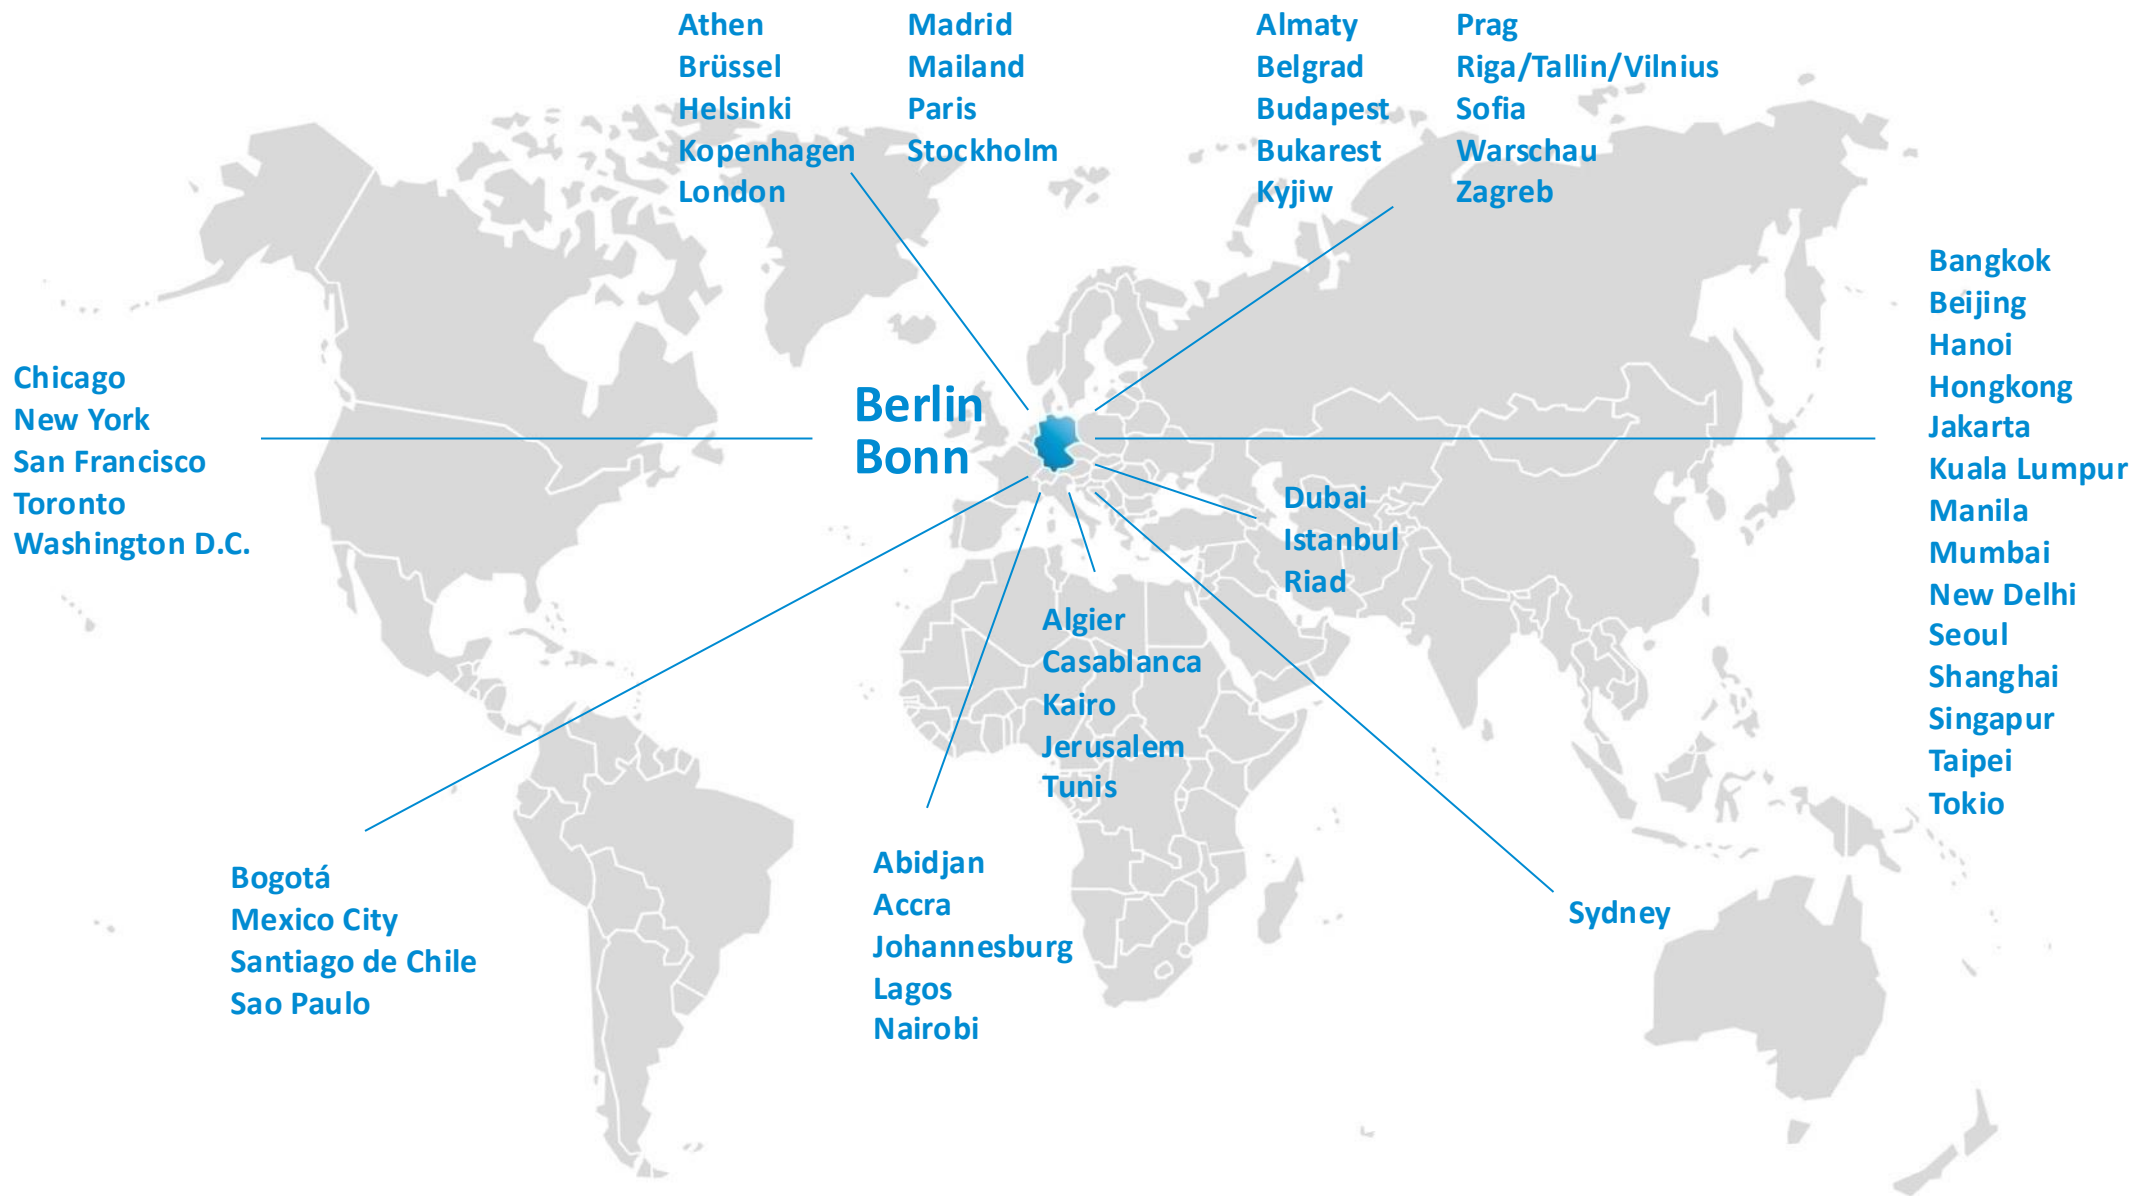 Athen
Brüssel
Helsinki
Kopenhagen
London
Madrid
Mailand
Paris
Stockholm
Almaty
Belgrad
Budapest
Bukarest
Kyjiw
Prag
Riga/Tallin/Vilnius
Sofia
Warschau
Zagreb
Chicago
New York
San Francisco
Toronto
Washington D.C.
Berlin
Bonn
Bangkok
Beijing
Hanoi
Hongkong
Jakarta
Kuala Lumpur
Manila
Mumbai
New Delhi
Seoul
Shanghai
Singapur
Taipei
Tokio
Dubai
Istanbul
Riad
Algier
Casablanca
Kairo
Jerusalem
Tunis
Bogotá
Mexico City
Santiago de Chile
Sao Paulo
Abidjan
Accra
Johannesburg
Lagos
Nairobi
Sydney